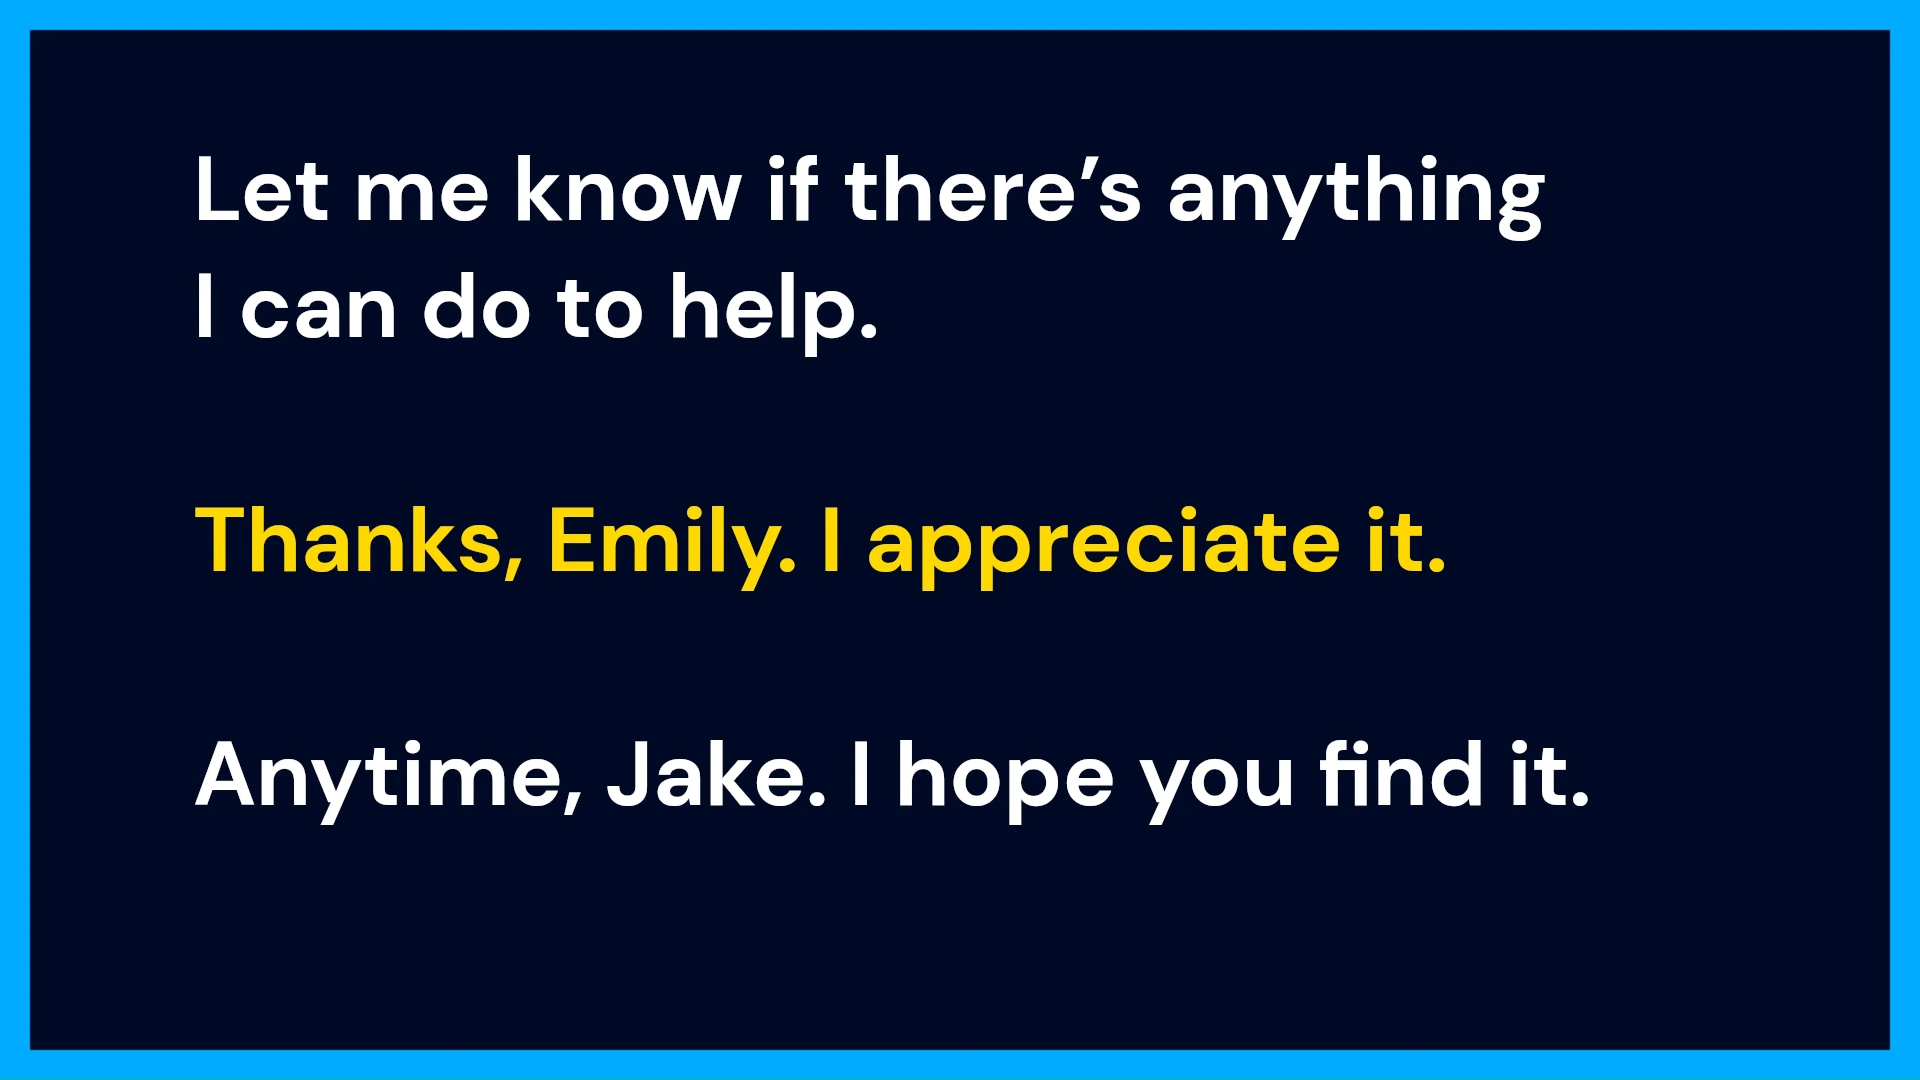 Let me know if there’s anything
I can do to help.
Thanks, Emily. I appreciate it.
Anytime, Jake. I hope you find it.